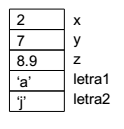 2 x
7 y
8.9 z
‘a’ letra1
‘j’ letra2